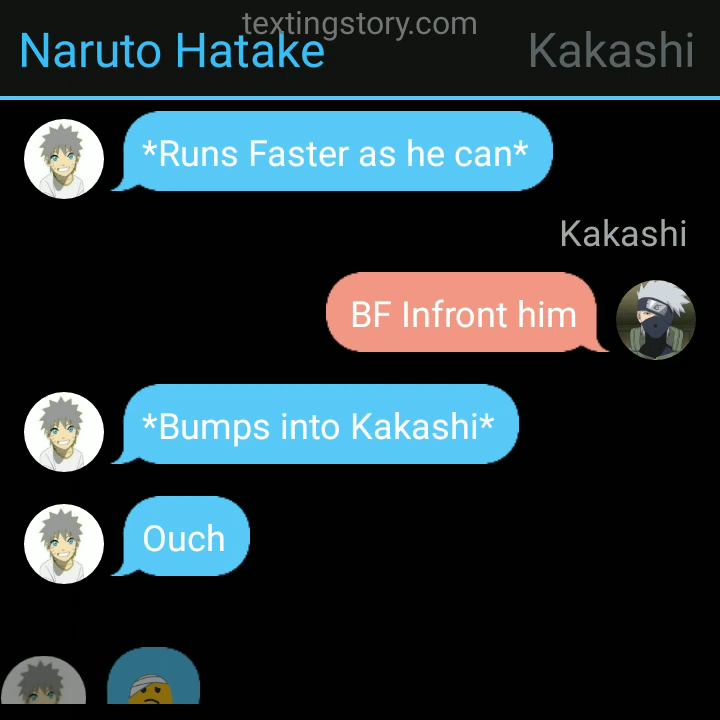 textingstory.com
Naruto Hatake
Kakashi
*Runs Faster as he can*
Kakashi
BF Infront him
*Bumps into Kakashi*
Ouch